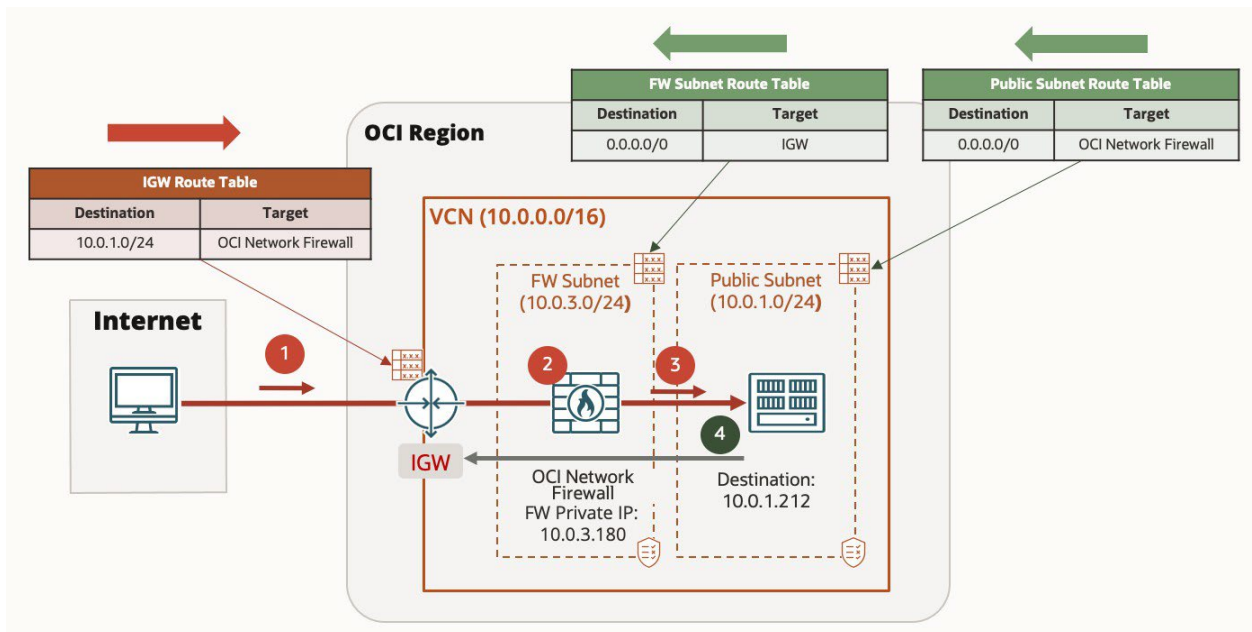 FW Subnet Route Table
Destination Target
0.0.0.0/0 IGW
Public Subnet Route Table
Destination Target
0.0.0.0/0 OCI Network Firewall
OCI Region
IGW Route Table
Destination Target
10.0.1.0/24 OCI Network Firewall
VCN (10.0.0.0/16)
FW Subnet
(10.0.3.0/24)
Public Subnet
(10.0.1.0/24)
Internet
1
2
3
4
IGW
OCI Network
Firewall
FW Private IP:
10.0.3.180
Destination:
10.0.1.212